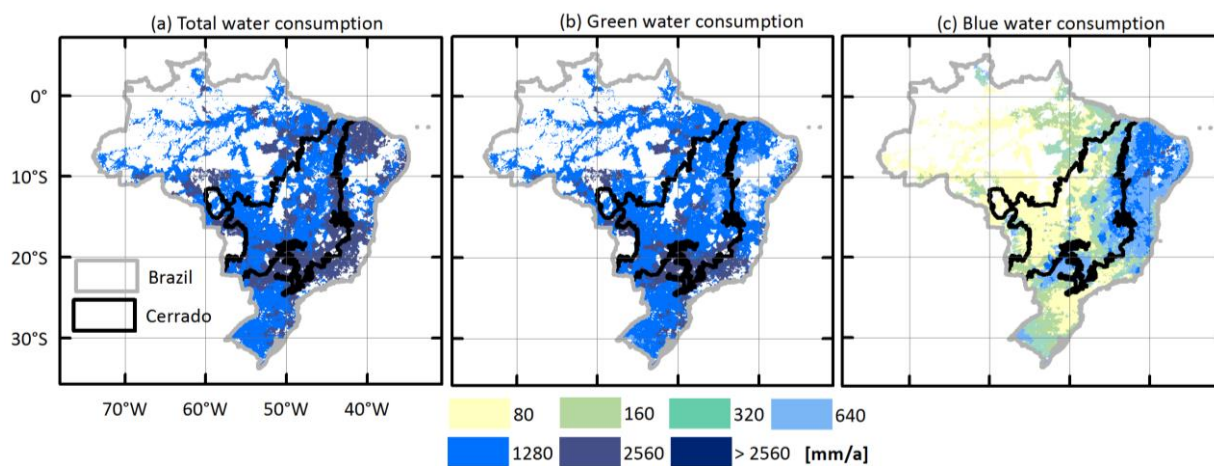 (a) Total water consumption
(b) Green water consumption
(c) Blue water consumption
0°
10°S
20°S
30°S
Brazil
Cerrado
70°W 60°W 50°W 40°W
80 160 320 640
1280 2560 > 2560 [mm/a]